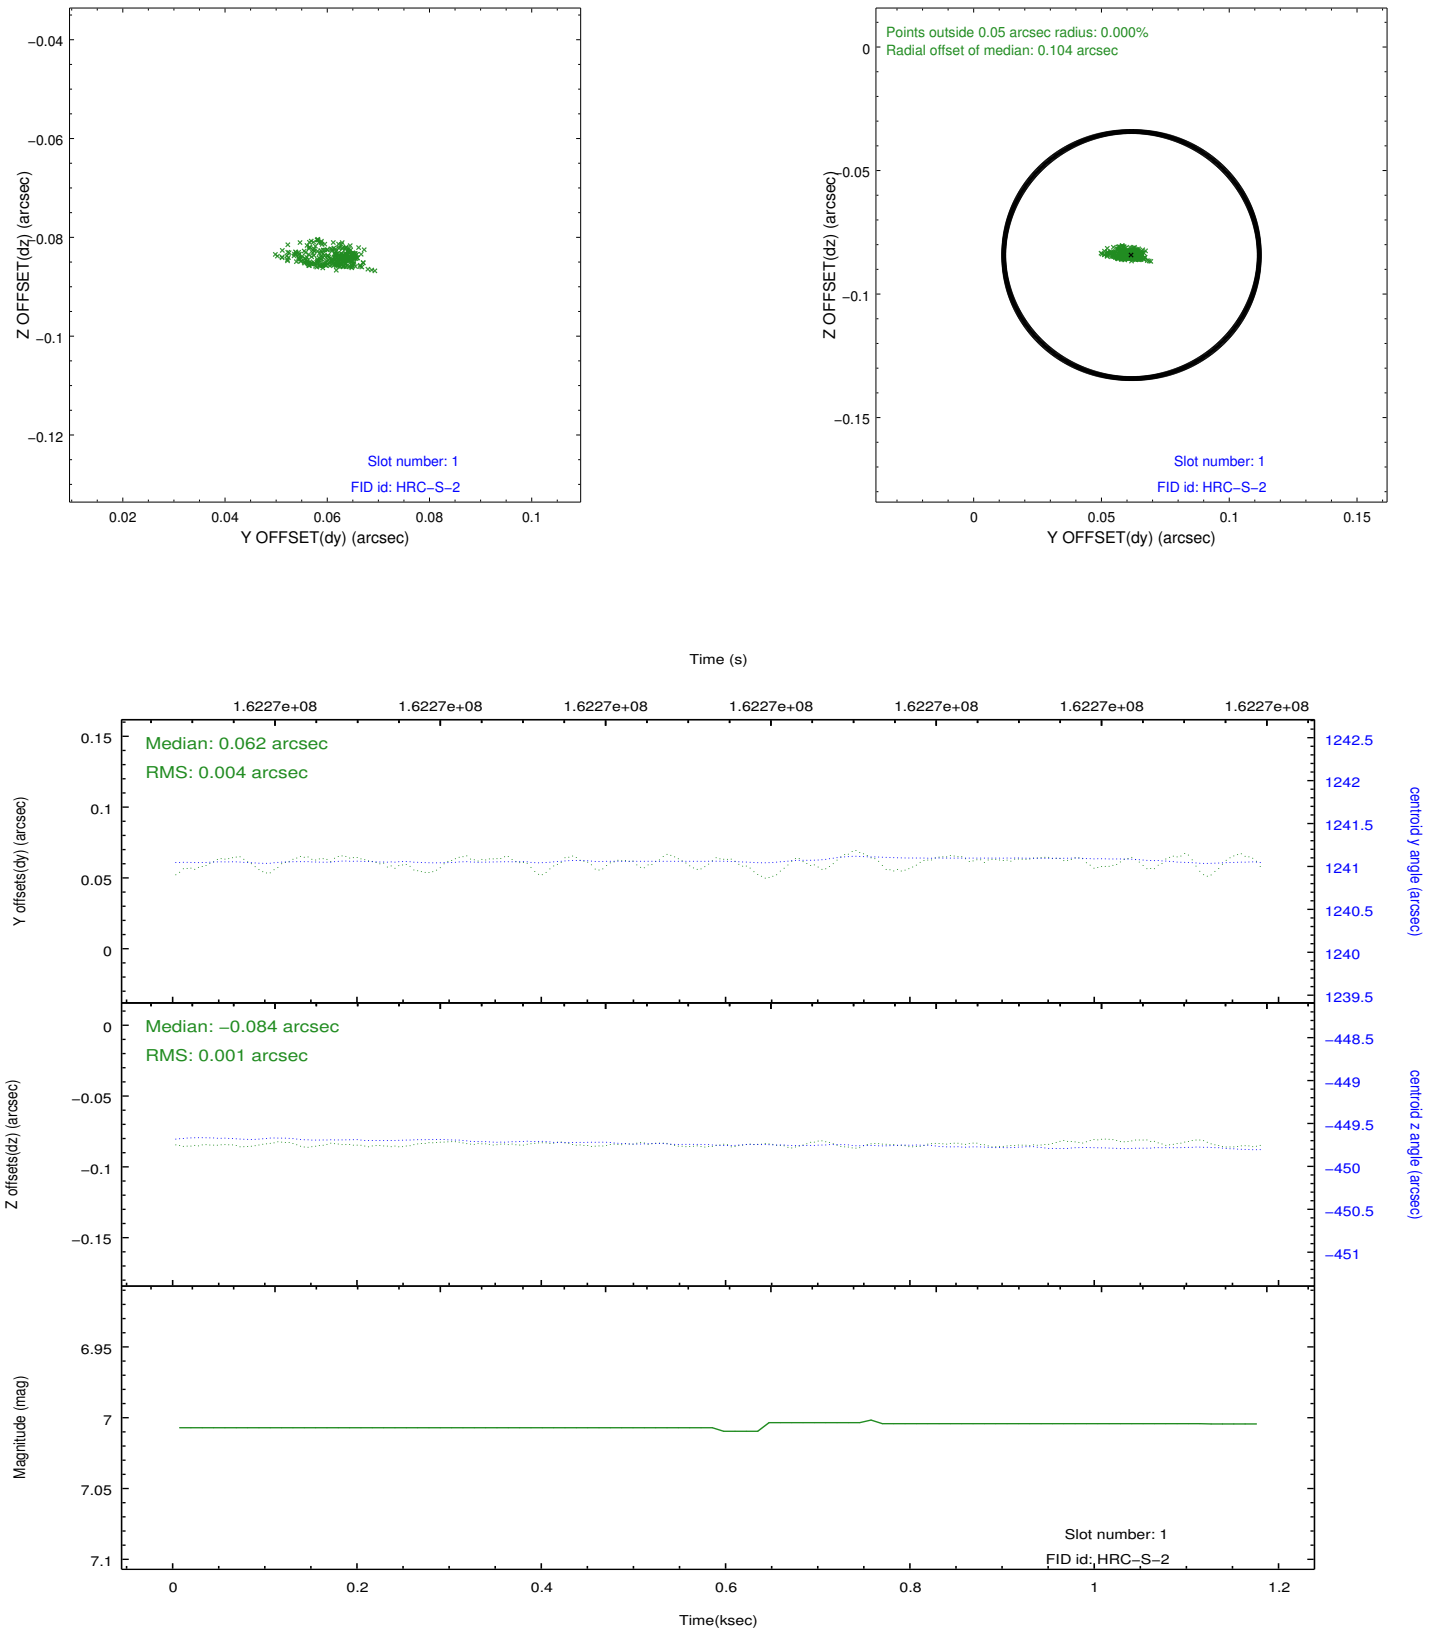 −0.04
−0.06
−0.08
−0.1
−0.12
Z OFFSET(dz) (arcsec)
Slot number: 1
FID id: HRC−S−2
0.02 0.04 0.06 0.08 0.1
Y OFFSET(dy) (arcsec)
Points outside 0.05 arcsec radius: 0.000%
Radial offset of median: 0.104 arcsec
0
−0.05
−0.1
−0.15
Z OFFSET(dz) (arcsec)
Slot number: 1
FID id: HRC−S−2
0 0.05 0.1 0.15
Y OFFSET(dy) (arcsec)
Time (s)
1.6227e+08 1.6227e+08 1.6227e+08 1.6227e+08 1.6227e+08 1.6227e+08 1.6227e+08
Median: 0.062 arcsec
RMS: 0.004 arcsec
0.15
0.1
0.05
0
Y offsets(dy) (arcsec)
1242.5
1242
1241.5
1241
1240.5
1240
1239.5
centroid y angle (arcsec)
Median: −0.084 arcsec
RMS: 0.001 arcsec
0
−0.05
−0.1
−0.15
Z offsets(dz) (arcsec)
−448.5
−449
−449.5
−450
−450.5
−451
centroid z angle (arcsec)
6.95
7
7.05
7.1
Magnitude (mag)
Slot number: 1
FID id: HRC−S−2
0 0.2 0.4 0.6 0.8 1 1.2
Time(ksec)